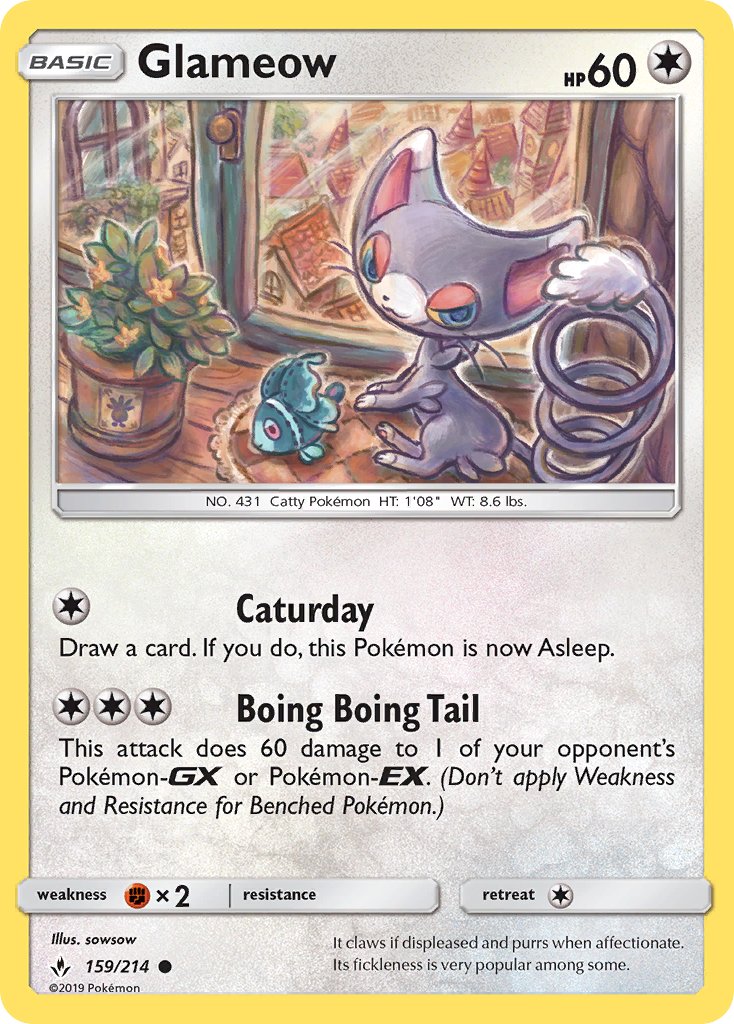 BASIC Glameow HP60
NO. 431 Catty Pokémon HT: 1'08" WT: 8.6 lbs.
Caturday
Draw a card. If you do, this Pokémon is now Asleep.
Boing Boing Tail
This attack does 60 damage to 1 of your opponent's
Pokémon-GX or Pokémon-EX. (Don't apply Weakness
and Resistance for Benched Pokémon.)
weakness × 2 resistance retreat
Illus. sowsow
159/214
©2019 Pokémon
It claws if displeased and purrs when affectionate.
Its fickleness is very popular among some.